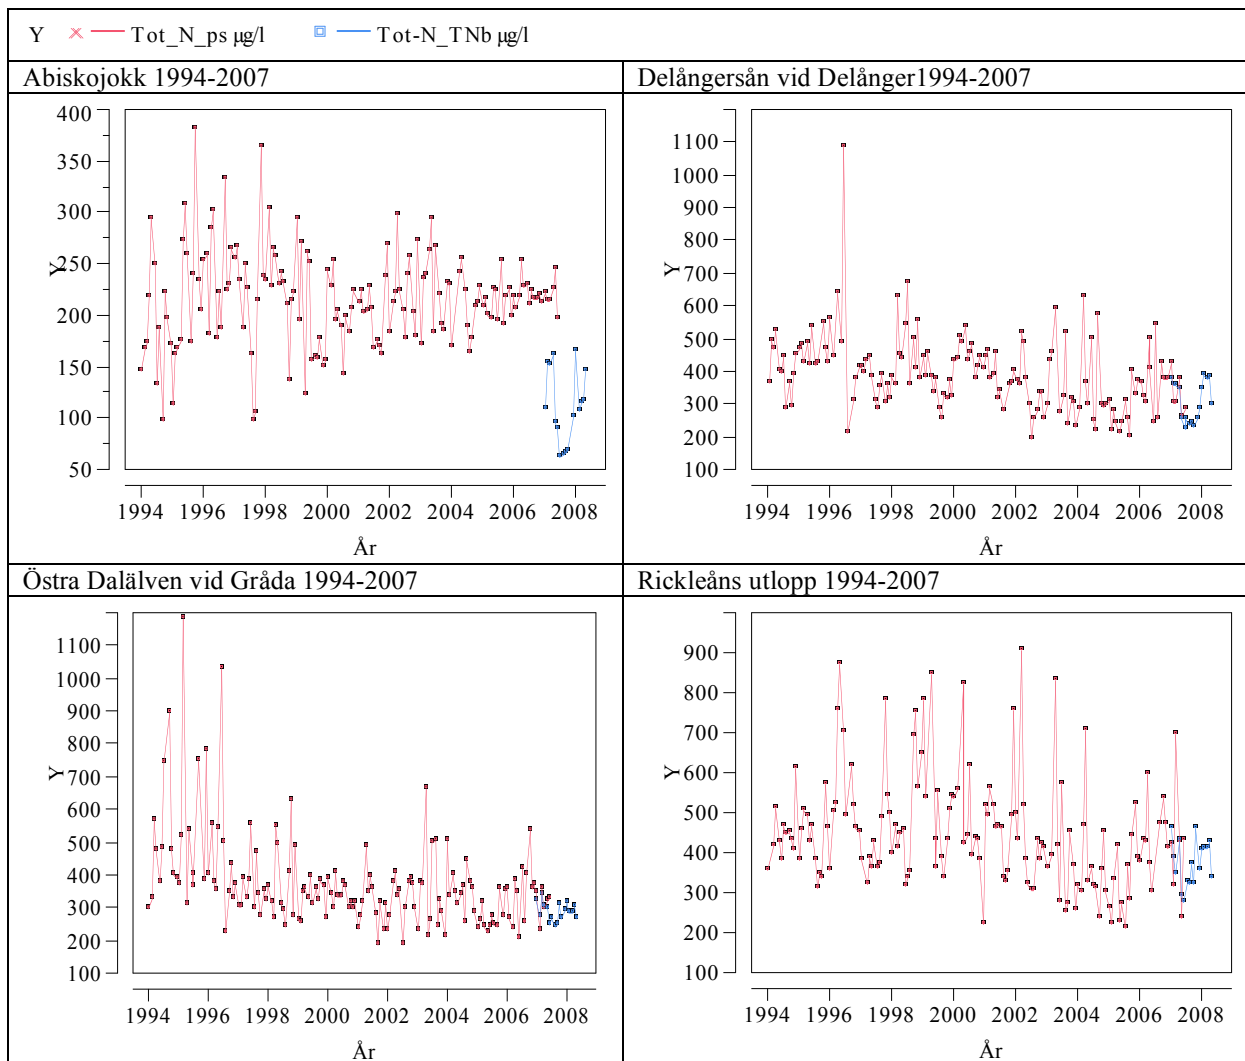 Y Tot_N_ps µg/l Tot-N_TNb µg/l
Abiskojokk 1994-2007
Delångersån vid Delånger1994-2007
400
350
300
250
200
150
100
50
Y
1994 1996 1998 2000 2002 2004 2006 2008
År
1100
1000
900
800
700
600
500
400
300
200
100
Y
1994 1996 1998 2000 2002 2004 2006 2008
År
Östra Dalälven vid Gråda 1994-2007
Rickleåns utlopp 1994-2007
1100
1000
900
800
700
600
500
400
300
200
100
Y
1994 1996 1998 2000 2002 2004 2006 2008
År
900
800
700
600
500
400
300
200
100
Y
1994 1996 1998 2000 2002 2004 2006 2008
År